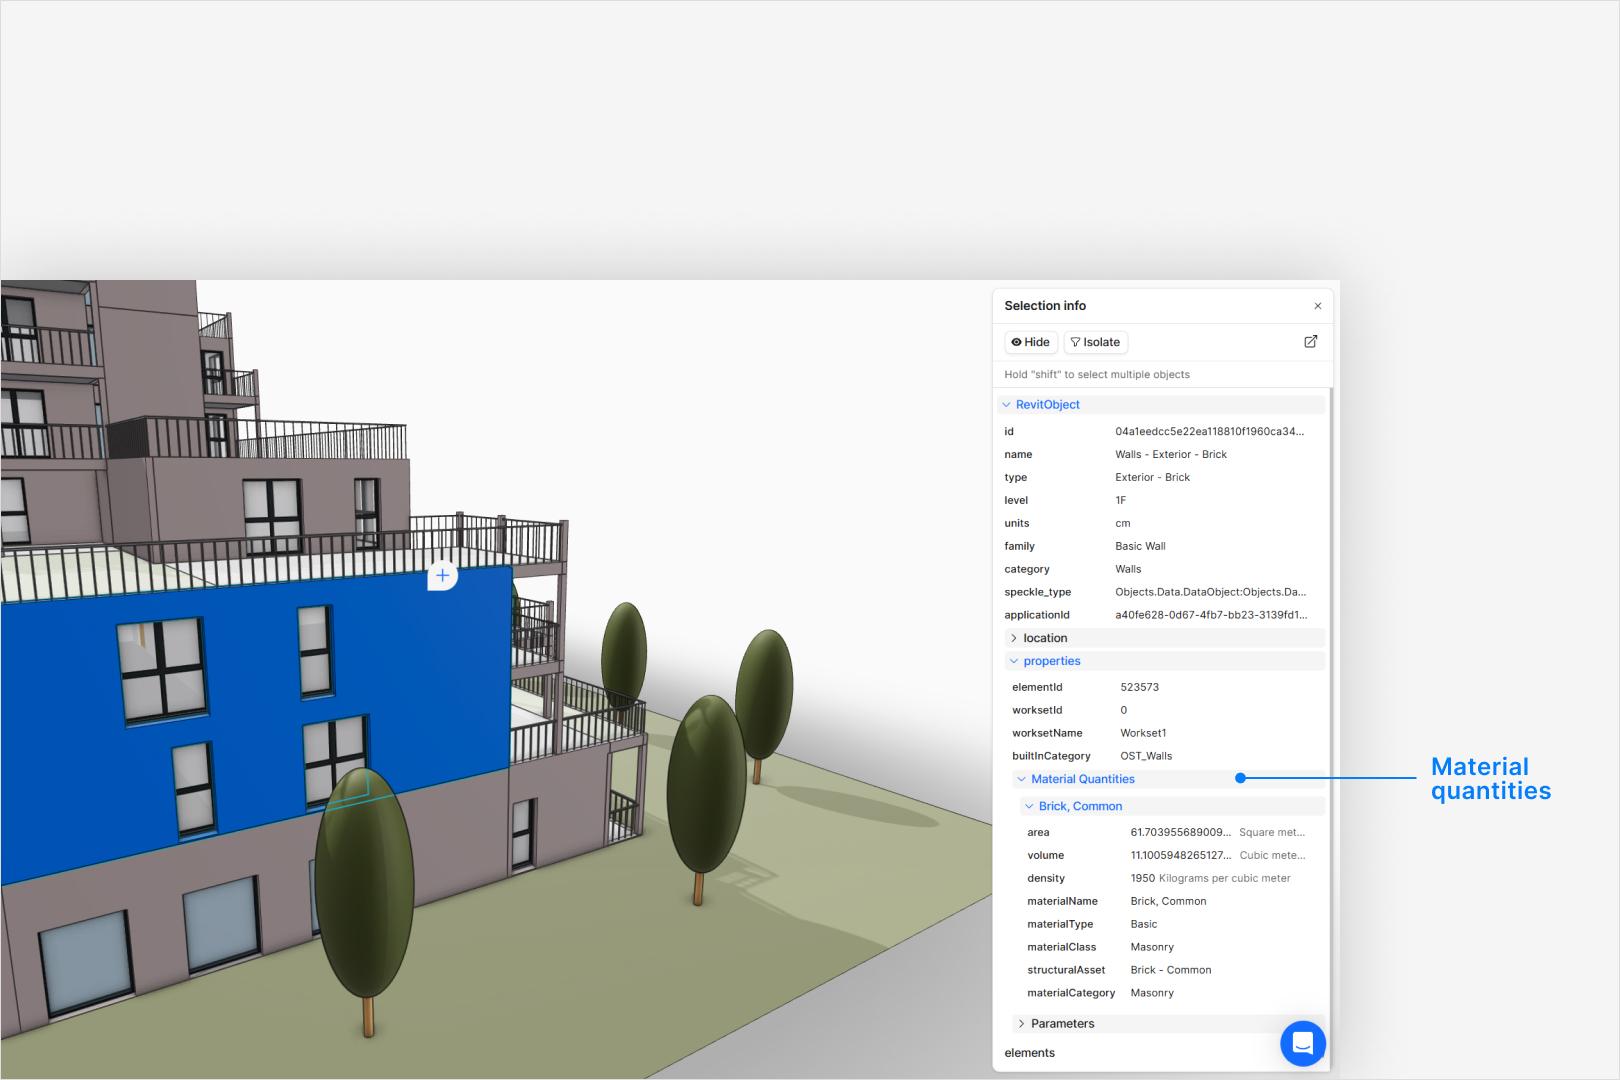 Selection info
Hide
Isolate
Hold "shift" to select multiple objects
RevitObject
id 04a1eedcc5e22ea118810f1960ca34...
name Walls - Exterior - Brick
type Exterior - Brick
level 1F
units cm
family Basic Wall
category Walls
speckle_type Objects.Data.DataObject:Objects.Da...
applicationId a40fe628-0d67-4fb7-bb23-3139fd1...
location
properties
elementId 523573
worksetId 0
worksetName Workset1
builtInCategory OST_Walls
Material Quantities
Material
quantities
Brick, Common
area 61.703955689009... Square met...
volume 11.1005948265127... Cubic mete...
density 1950 Kilograms per cubic meter
materialName Brick, Common
materialType Basic
materialClass Masonry
structuralAsset Brick - Common
materialCategory Masonry
Parameters
elements